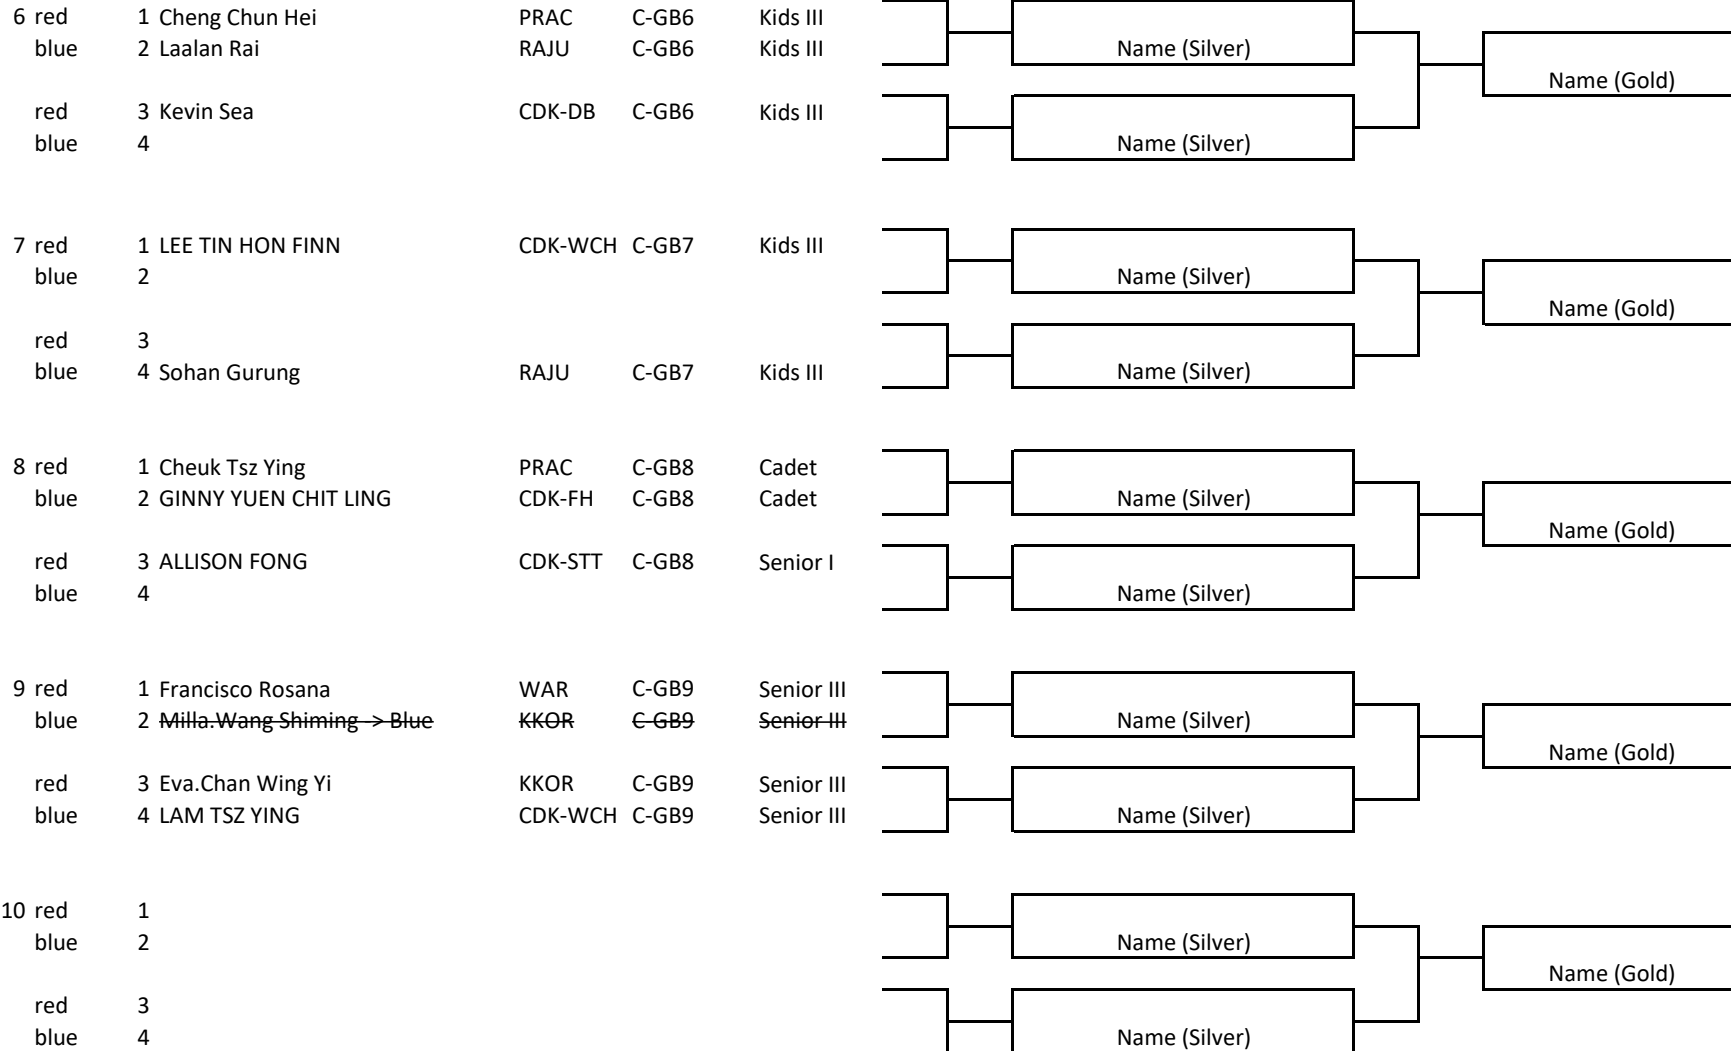 6 red 1 Cheng Chun Hei PRAC C-GB6 Kids III
blue 2 Laalan Rai RAJU C-GB6 Kids III Name (Silver)
Name (Gold)
red 3 Kevin Sea CDK-DB C-GB6 Kids III
blue 4 Name (Silver)
7 red 1 LEE TIN HON FINN CDK-WCH C-GB7 Kids III
blue 2 Name (Silver)
Name (Gold)
red 3
blue 4 Sohan Gurung RAJU C-GB7 Kids III Name (Silver)
8 red 1 Cheuk Tsz Ying PRAC C-GB8 Cadet
blue 2 GINNY YUEN CHIT LING CDK-FH C-GB8 Cadet Name (Silver)
Name (Gold)
red 3 ALLISON FONG CDK-STT C-GB8 Senior I
blue 4 Name (Silver)
9 red 1 Francisco Rosana WAR C-GB9 Senior III
blue 2 Milla.Wang Shiming -> Blue KKOR C-GB9 Senior III Name (Silver)
Name (Gold)
red 3 Eva.Chan Wing Yi KKOR C-GB9 Senior III
blue 4 LAM TSZ YING CDK-WCH C-GB9 Senior III Name (Silver)
10 red 1
blue 2 Name (Silver)
Name (Gold)
red 3
blue 4 Name (Silver)